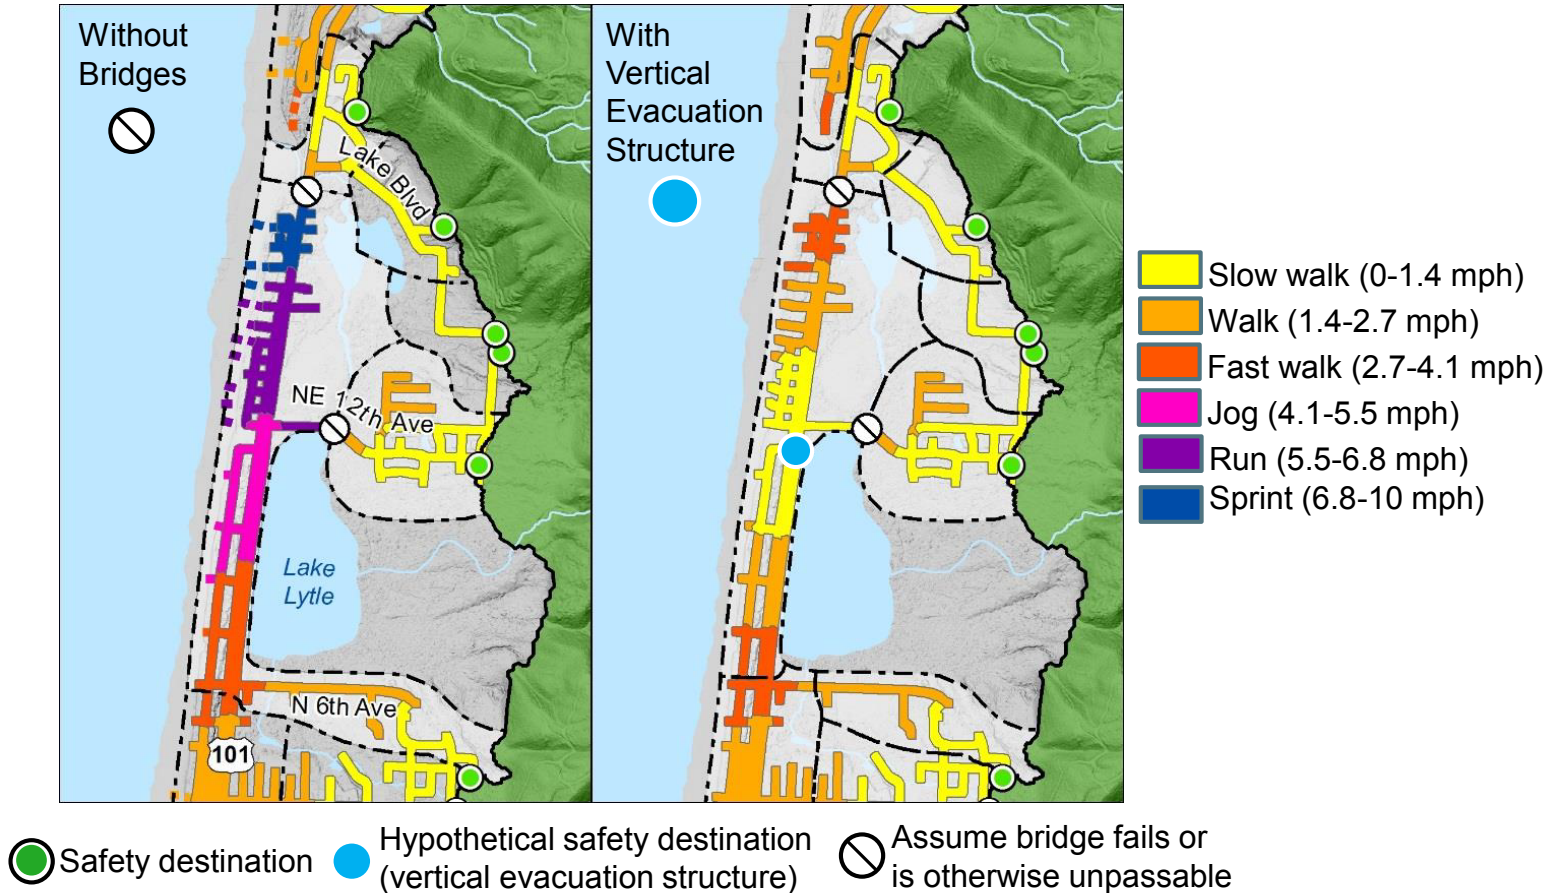 Without
Bridges
Lake Blvd
NE 12th Ave
Lake
Lytle
N 6th Ave
101
With
Vertical
Evacuation
Structure
Slow walk (0-1.4 mph)
Walk (1.4-2.7 mph)
Fast walk (2.7-4.1 mph)
Jog (4.1-5.5 mph)
Run (5.5-6.8 mph)
Sprint (6.8-10 mph)
Safety destination
Hypothetical safety destination
(vertical evacuation structure)
Assume bridge fails or
is otherwise unpassable